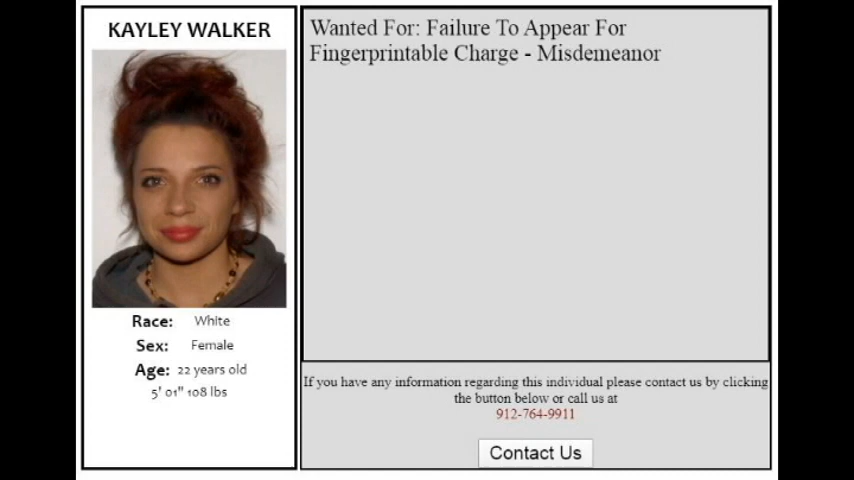 KAYLEY WALKER
Race: White
Sex: Female
Age: 22 years old
5' 01" 108 lbs
Wanted For: Failure To Appear For
Fingerprintable Charge - Misdemeanor
If you have any information regarding this individual please contact us by clicking
the button below or call us at
912-764-9911
Contact Us